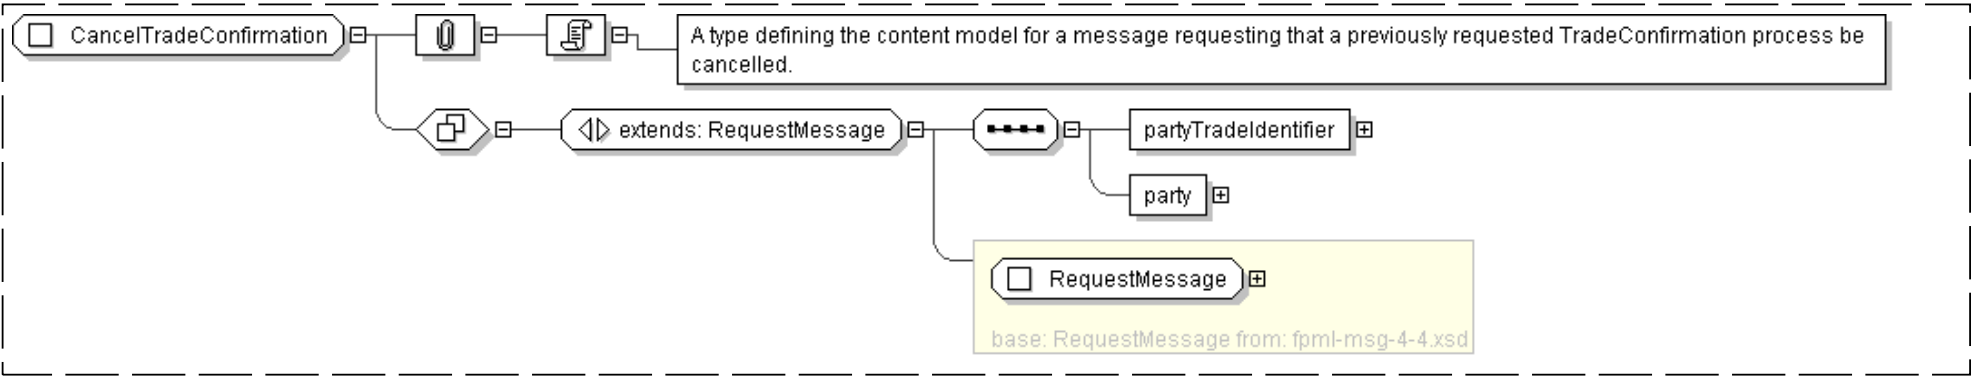 CancelTradeConfirmation
A type defining the content model for a message requesting that a previously requested TradeConfirmation process be
cancelled.
extends: RequestMessage
partyTradeIdentifier
party
RequestMessage
base: RequestMessage from: fpml-msg-4-4.xsd